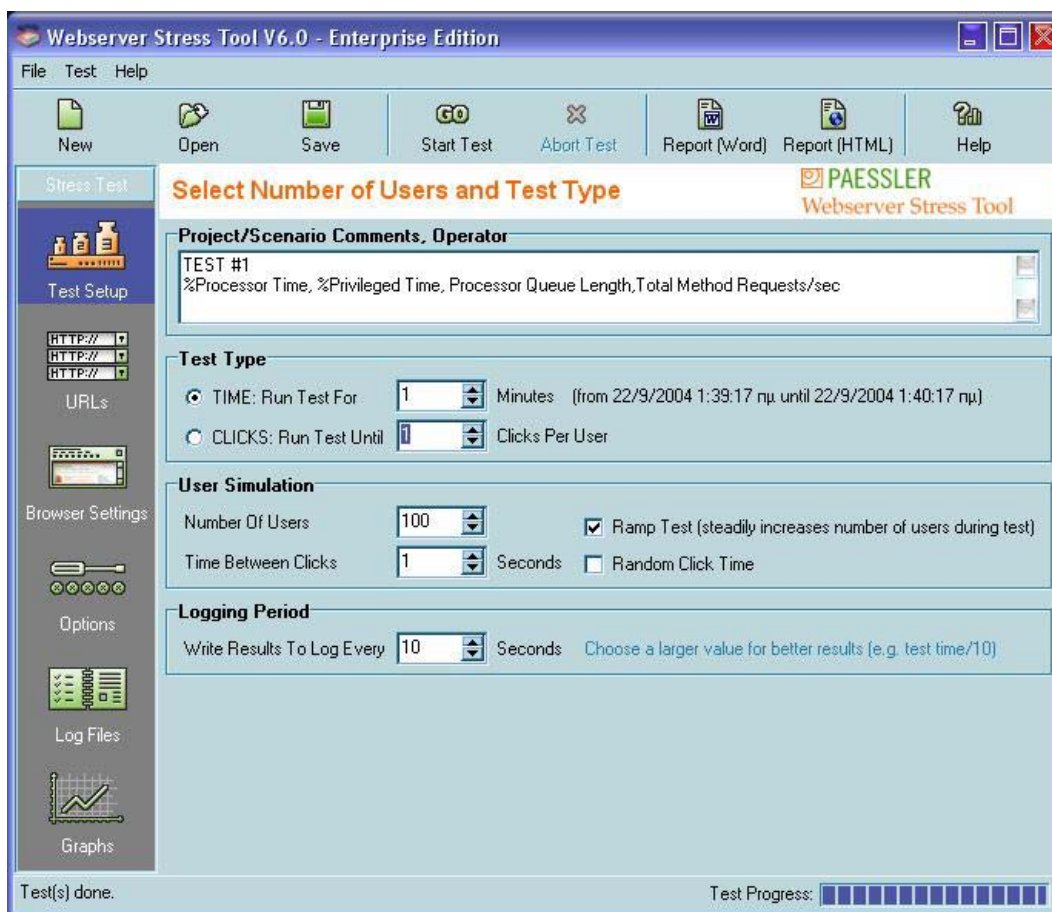 Webserver Stress Tool V6.0 - Enterprise Edition
File Test Help
New Open Save Start Test Abort Test Report (Word) Report (HTML) Help
Stress Test
Select Number of Users and Test Type
PAESSLER
Webserver Stress Tool
Project/Scenario Comments, Operator
TEST #1
%Processor Time, %Privileged Time, Processor Queue Length,Total Method Requests/sec
Test Setup
Test Type
TIME: Run Test For 1 Minutes (from 22/9/2004 1:39:17 πμ until 22/9/2004 1:40:17 πμ)
CLICKS: Run Test Until 1 Clicks Per User
HTTP://
HTTP://
HTTP://
URLs
User Simulation
Number Of Users 100 Ramp Test (steadily increases number of users during test)
Time Between Clicks 1 Seconds Random Click Time
Browser Settings
Logging Period
Write Results To Log Every 10 Seconds Choose a larger value for better results (e.g. test time/10)
Options
Log Files
Graphs
Test(s) done.
Test Progress: